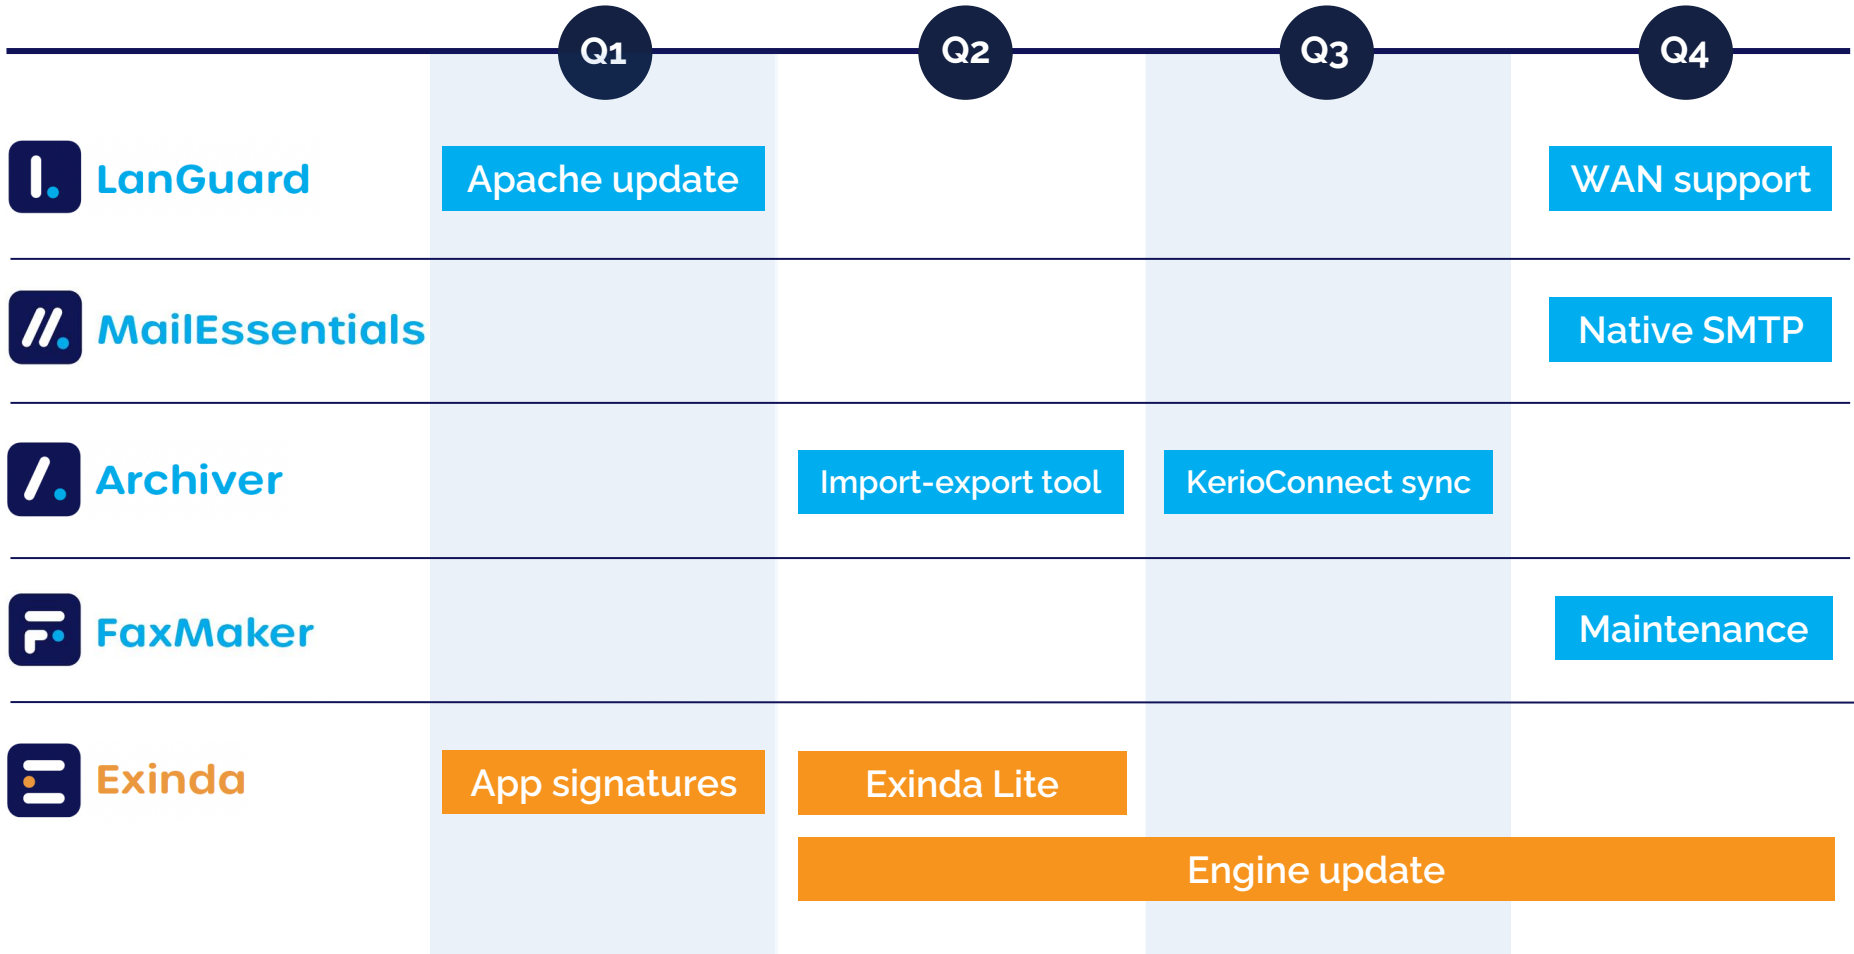 Q1 Q2 Q3 Q4
LanGuard Apache update WAN support
MailEssentials Native SMTP
Archiver Import-export tool KerioConnect sync
FaxMaker Maintenance
Exinda App signatures Exinda Lite
Engine update